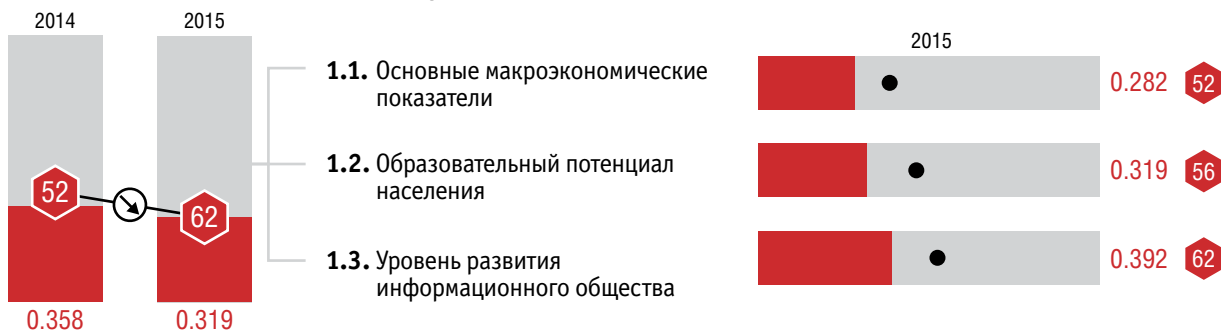 2014
2015
52
62
0.358
0.319
1.1. Основные макроэкономические
показатели
1.2. Образовательный потенциал
населения
1.3. Уровень развития
информационного общества
2015
0.282
52
0.319
56
0.392
62